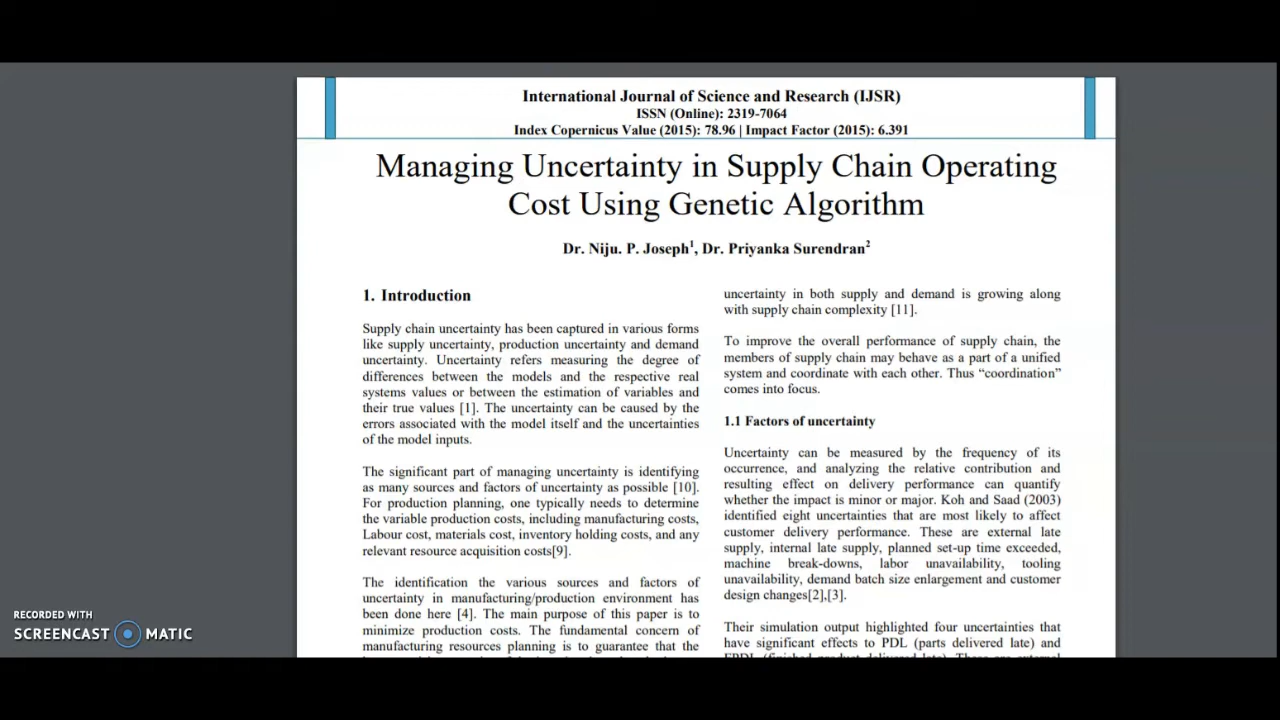 International Journal of Science and Research (IJSR)
ISSN (Online): 2319-7064
Index Copernicus Value (2015): 78.96 | Impact Factor (2015): 6.391
Managing Uncertainty in Supply Chain Operating
Cost Using Genetic Algorithm
Dr. Niju. P. Joseph1, Dr. Priyanka Surendran2
1. Introduction
Supply chain uncertainty has been captured in various forms
like supply uncertainty, production uncertainty and demand
uncertainty. Uncertainty refers measuring the degree of
differences between the models and the respective real
systems values or between the estimation of variables and
their true values [1]. The uncertainty can be caused by the
errors associated with the model itself and the uncertainties
of the model inputs.
The significant part of managing uncertainty is identifying
as many sources and factors of uncertainty as possible [10].
For production planning, one typically needs to determine
the variable production costs, including manufacturing costs,
Labour cost, materials cost, inventory holding costs, and any
relevant resource acquisition costs[9].
The identification the various sources and factors of
uncertainty in manufacturing/production environment has
been done here [4]. The main purpose of this paper is to
minimize production costs. The fundamental concern of
manufacturing resources planning is to guarantee that the
uncertainty in both supply and demand is growing along
with supply chain complexity [11].
To improve the overall performance of supply chain, the
members of supply chain may behave as a part of a unified
system and coordinate with each other. Thus “coordination”
comes into focus.
1.1 Factors of uncertainty
Uncertainty can be measured by the frequency of its
occurrence, and analyzing the relative contribution and
resulting effect on delivery performance can quantify
whether the impact is minor or major. Koh and Saad (2003)
identified eight uncertainties that are most likely to affect
customer delivery performance. These are external late
supply, internal late supply, planned set-up time exceeded,
machine break-downs, labor unavailability, tooling
unavailability, demand batch size enlargement and customer
design changes[2],[3].
Their simulation output highlighted four uncertainties that
have significant effects to PDL (parts delivered late) and
RECORDED WITH
SCREENCAST MATIC